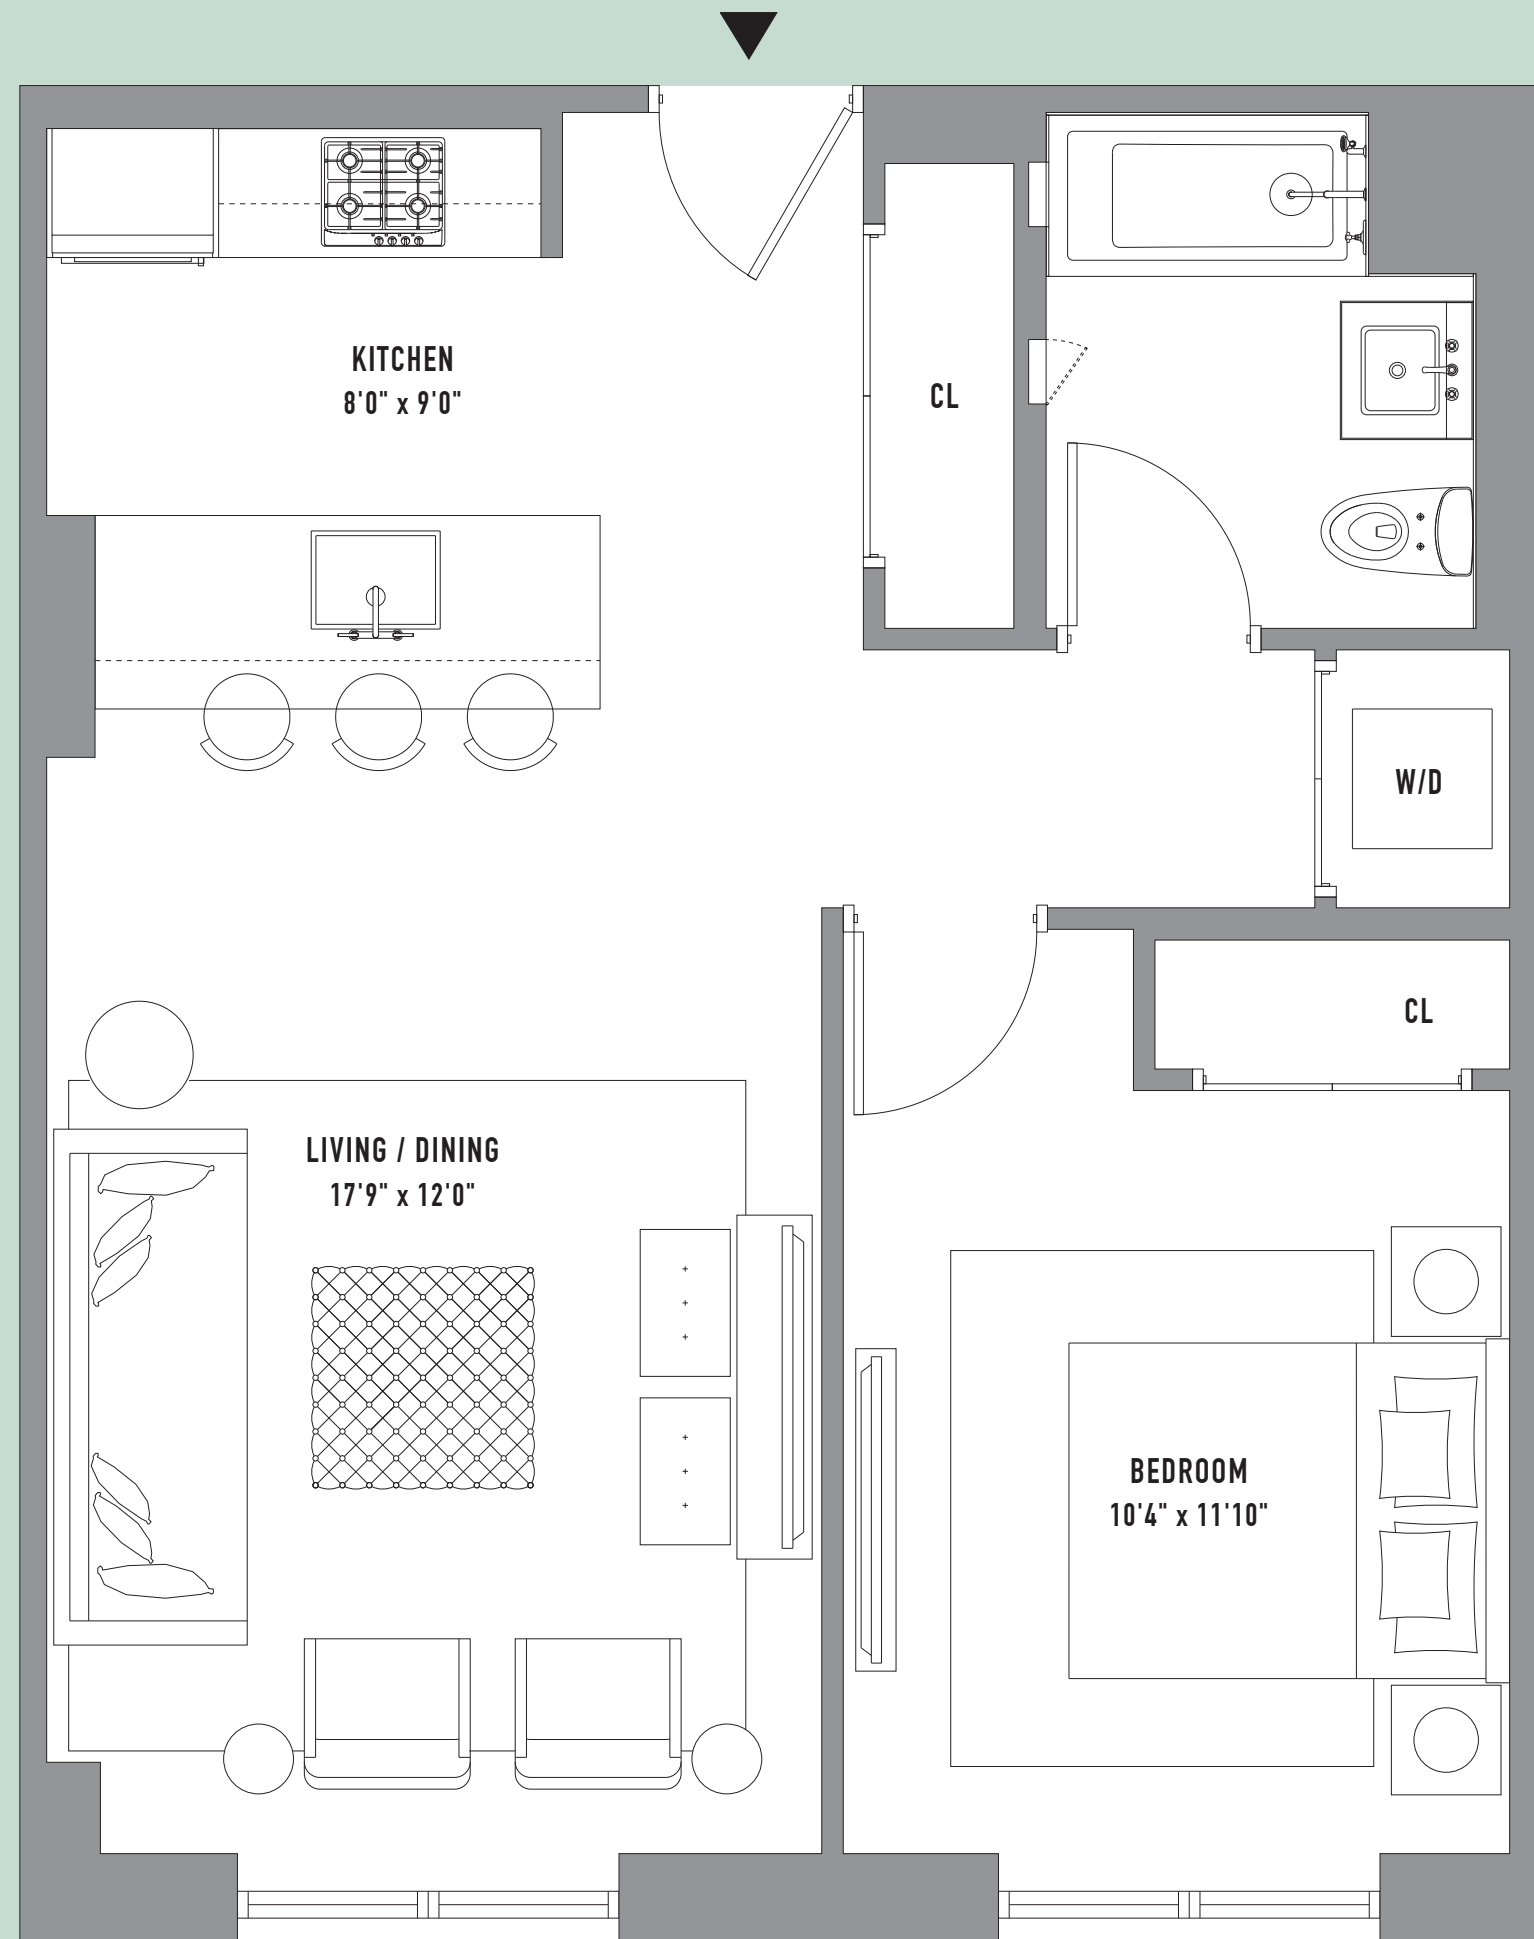 KITCHEN
8'0" x 9'0"
CL
W/D
CL
LIVING / DINING
17'9" x 12'0"
BEDROOM
10'4" x 11'10"